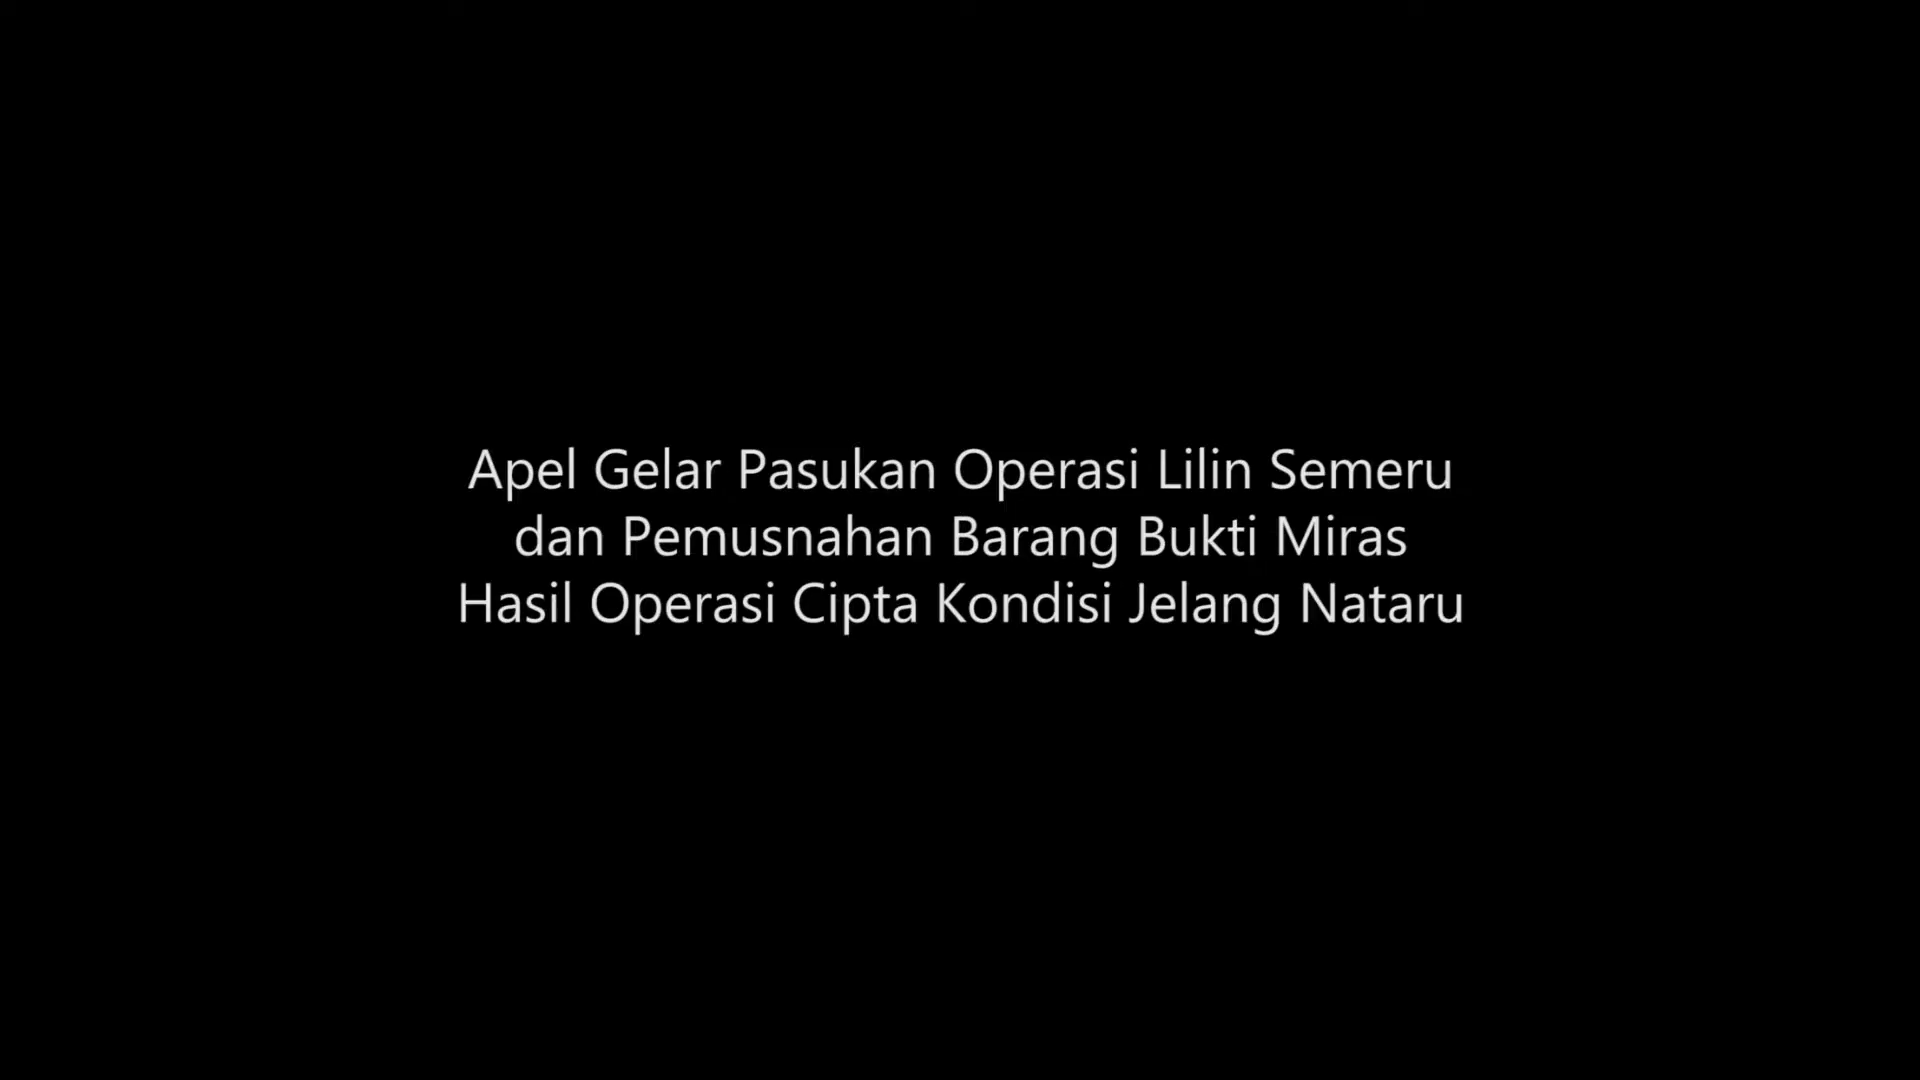 Apel Gelar Pasukan Operasi Lilin Semeru
dan Pemusnahan Barang Bukti Miras
Hasil Operasi Cipta Kondisi Jelang Nataru